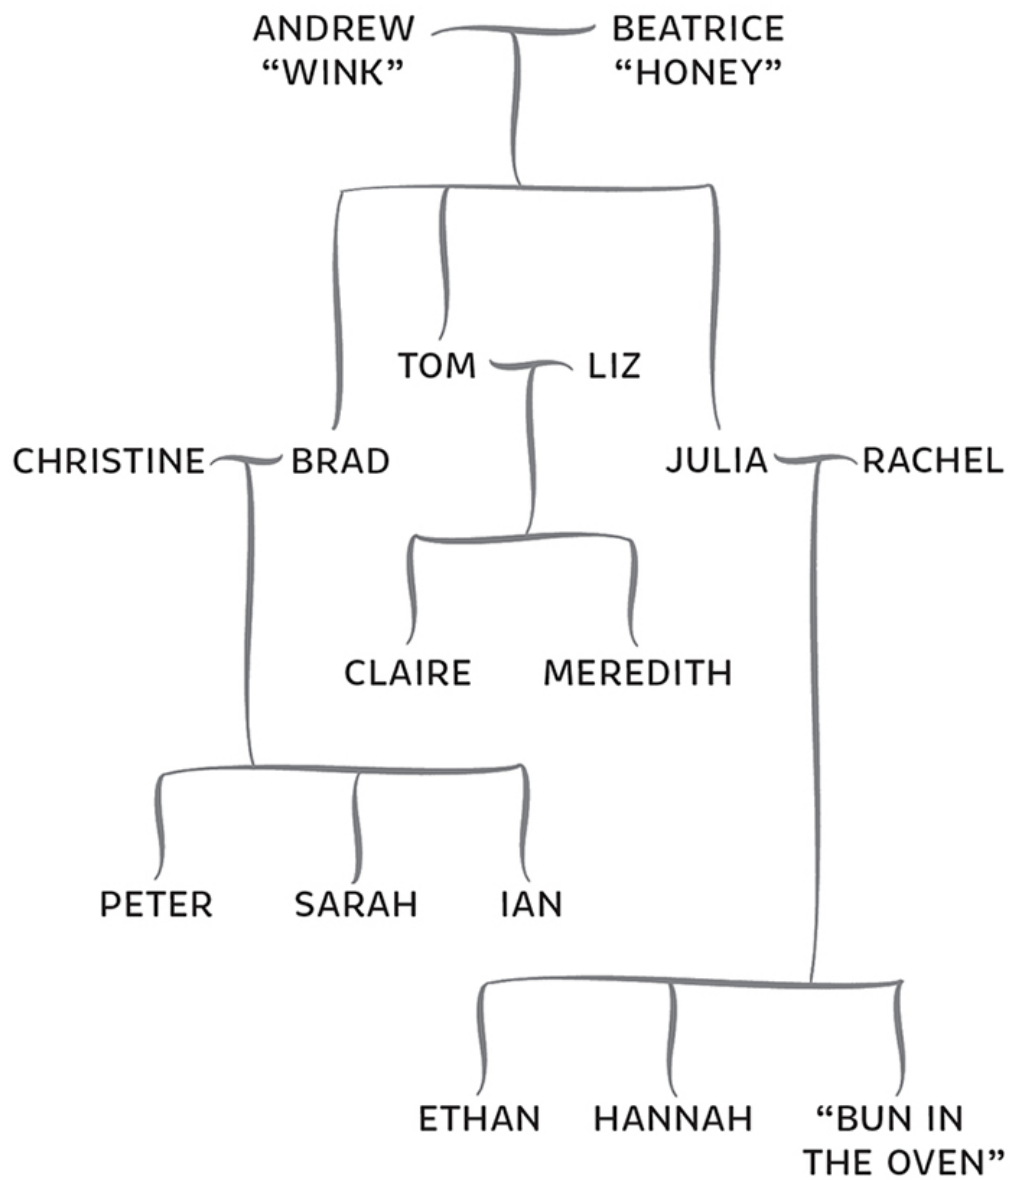 ANDREW BEATRICE
“WINK” “HONEY”
TOM LIZ
CHRISTINE BRAD JULIA RACHEL
CLAIRE MEREDITH
PETER SARAH IAN
ETHAN HANNAH “BUN IN
THE OVEN”